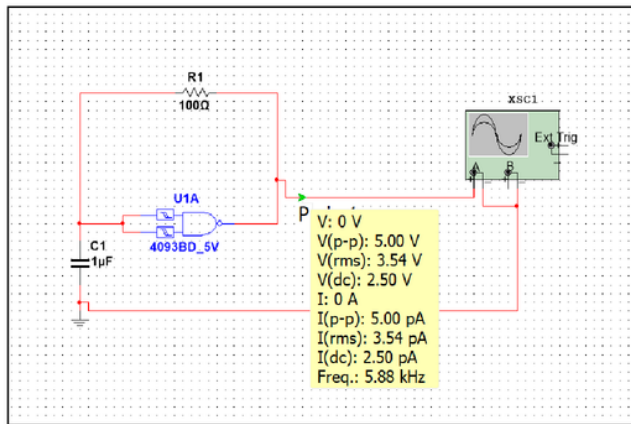 R1
100Ω
XSC1
Ext Trig
A
B
U1A
4093BD_5V
C1
1µF
V: 0 V
V(p-p): 5.00 V
V(rms): 3.54 V
V(dc): 2.50 V
I: 0 A
I(p-p): 5.00 pA
I(rms): 3.54 pA
I(dc): 2.50 pA
Freq.: 5.88 kHz